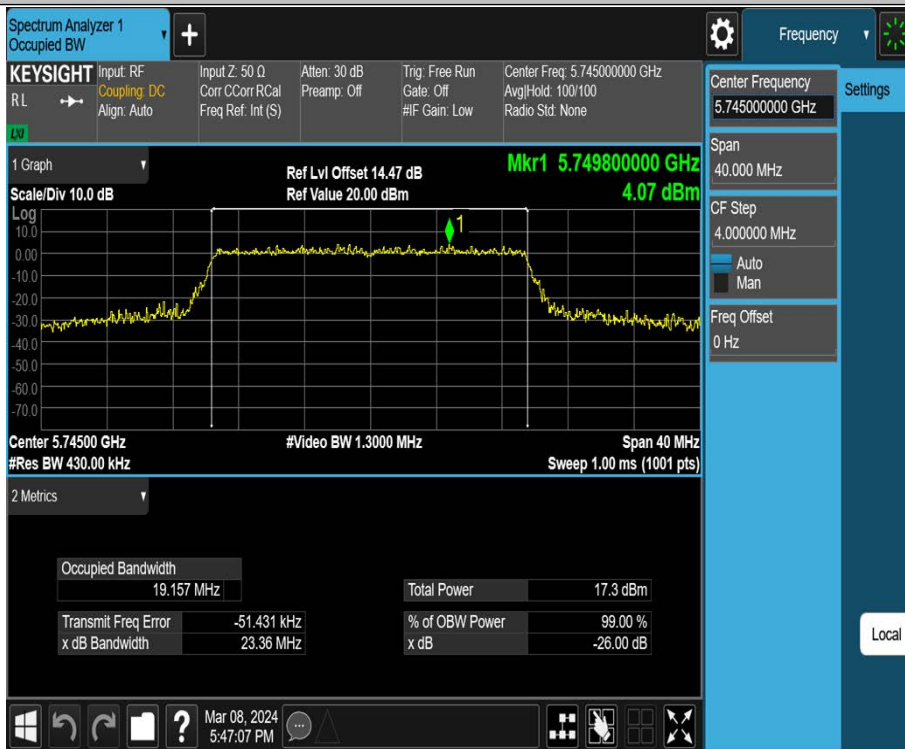 Spectrum Analyzer 1
Occupied BW
+
Frequency
KEYSIGHT
RL
LXI
Input: RF
Coupling: DC
Align: Auto
Input Z: 50 Ω
Corr CCorr RCal
Freq Ref: Int (S)
Atten: 30 dB
Preamp: Off
Trig: Free Run
Gate: Off
#IF Gain: Low
Center Freq: 5.745000000 GHz
Avg|Hold: 100/100
Radio Std: None
Center Frequency
5.745000000 GHz
Settings
Span
40.000 MHz
CF Step
4.000000 MHz
Auto
Man
Freq Offset
0 Hz
1 Graph
Scale/Div 10.0 dB
Ref Lvl Offset 14.47 dB
Ref Value 20.00 dBm
Mkr1 5.749800000 GHz
4.07 dBm
Log
1
10.0
0.00
-10.0
-20.0
-30.0
-40.0
-50.0
-60.0
-70.0
Center 5.74500 GHz
#Res BW 430.00 kHz
#Video BW 1.3000 MHz
Span 40 MHz
Sweep 1.00 ms (1001 pts)
2 Metrics
Occupied Bandwidth
19.157 MHz
Total Power 17.3 dBm
Transmit Freq Error -51.431 kHz
% of OBW Power 99.00 %
x dB Bandwidth 23.36 MHz
x dB -26.00 dB
Local
?
Mar 08, 2024
5:47:07 PM